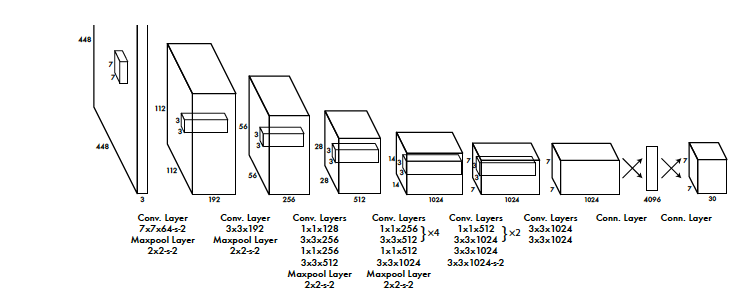 448
7
7
448
3
112
3
3
112
192
56
3
3
56
256
28
3
3
28
512
14
3
3
14
1024
7
3
3
7
1024
7
7
1024
4096
7
7
30
Conv. Layer
7x7x64-s-2
Maxpool Layer
2x2-s-2
Conv. Layer
3x3x192
Maxpool Layer
2x2-s-2
Conv. Layers
1x1x128
3x3x256
1x1x256
3x3x512
Maxpool Layer
2x2-s-2
Conv. Layers
1x1x256
3x3x512
}×4
1x1x512
3x3x1024
Maxpool Layer
2x2-s-2
Conv. Layers
1x1x512
3x3x1024
}×2
3x3x1024
3x3x1024-s-2
Conv. Layers
3x3x1024
3x3x1024
Conn. Layer
Conn. Layer